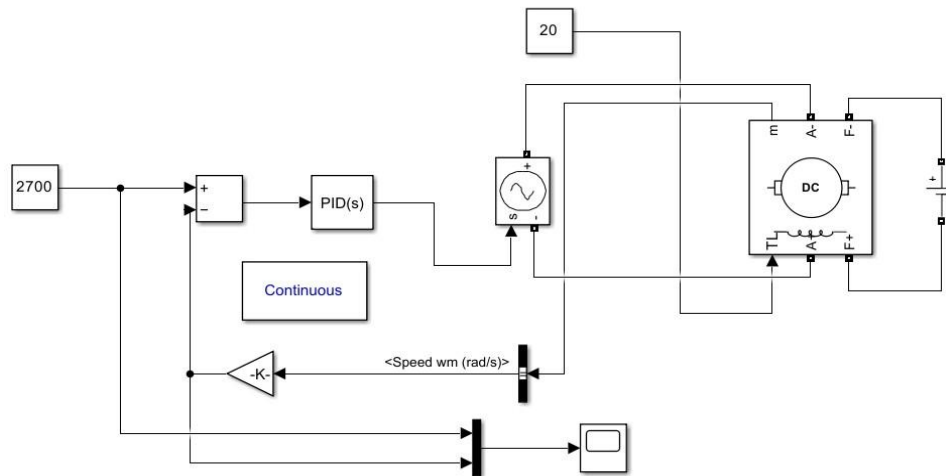 20
m
A-
F-
+
DC
2700
+
−
PID(s)
s
-
+
TL
A+
F+
Continuous
<Speed wm (rad/s)>
-K-